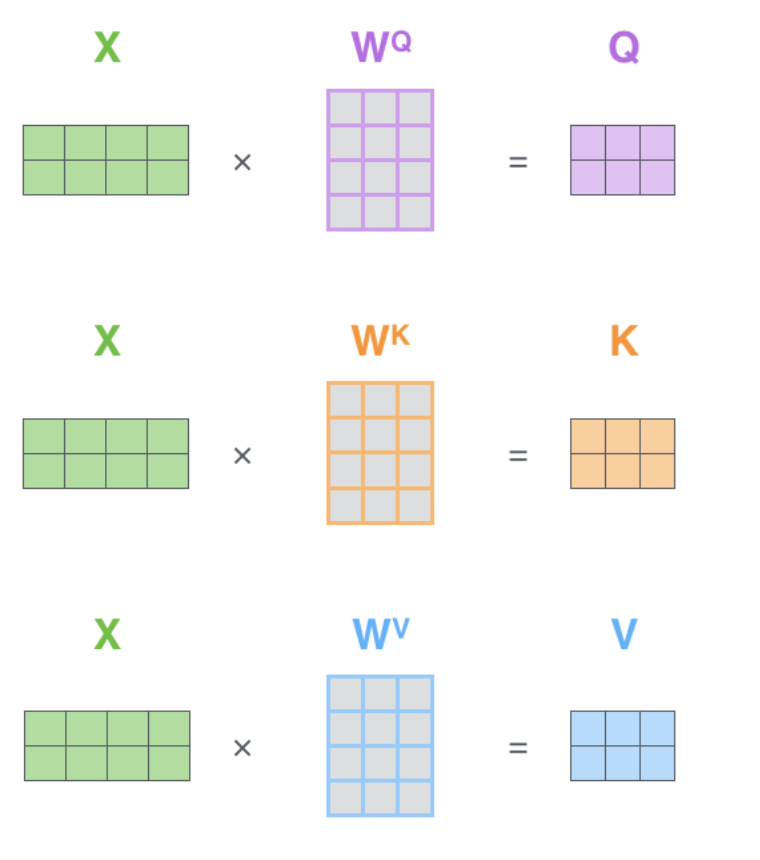 X W^Q Q
× =
X W^K K
× =
X W^V V
× =